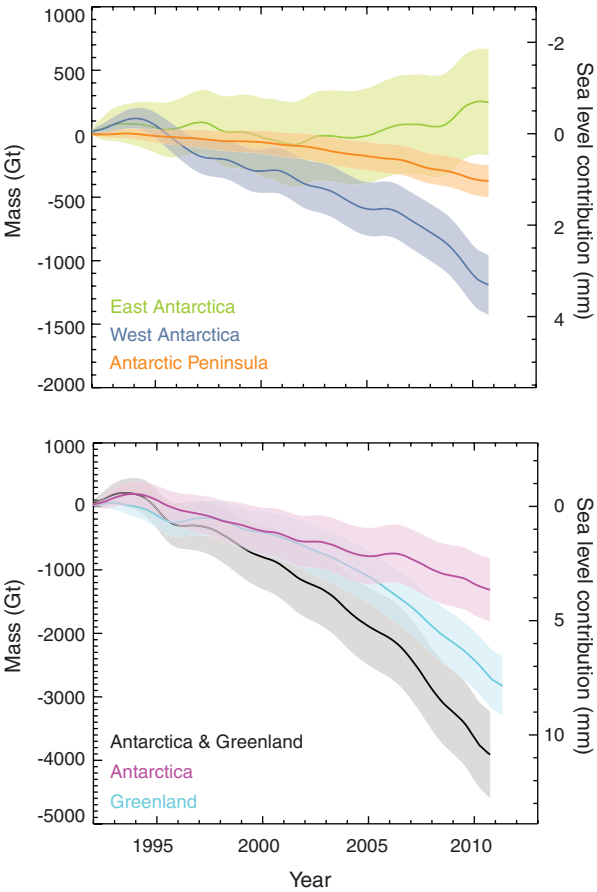 1000
500
0
-500
-1000
-1500
-2000
Mass (Gt)
-2
0
2
4
Sea level contribution (mm)
East Antarctica
West Antarctica
Antarctic Peninsula
1000
0
-1000
-2000
-3000
-4000
-5000
Mass (Gt)
0
5
10
Sea level contribution (mm)
Antarctica & Greenland
Antarctica
Greenland
1995 2000 2005 2010
Year